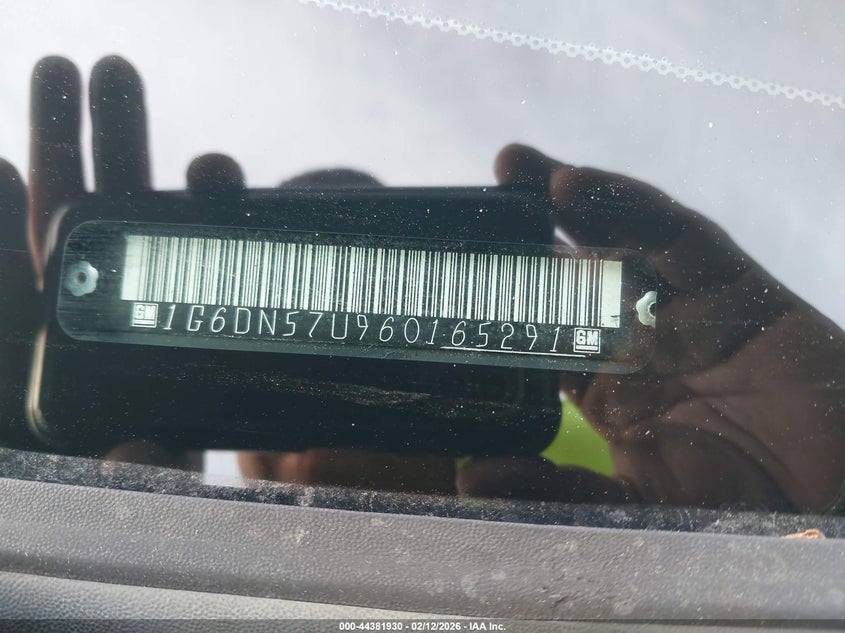 GM 1G6DN57U960165291 GM
000-44381930 - 02/12/2026 - IAA Inc.